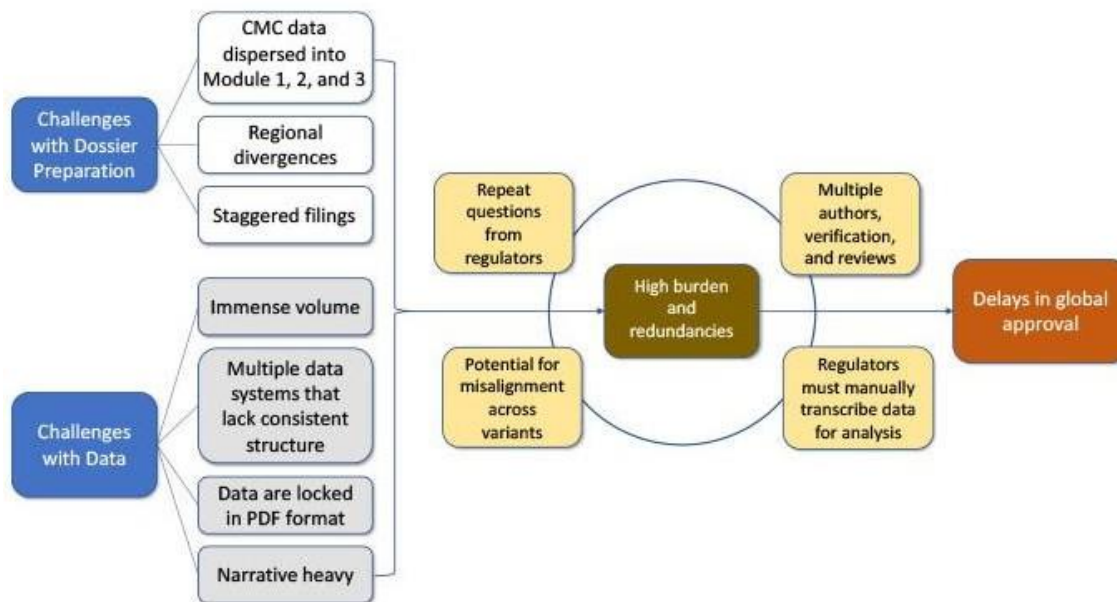 Challenges
with Dossier
Preparation
CMC data
dispersed into
Module 1, 2, and 3
Regional
divergences
Staggered filings
Challenges
with Data
Immense volume
Multiple data
systems that
lack consistent
structure
Data are locked
in PDF format
Narrative heavy
Repeat
questions
from
regulators
Multiple
authors,
verification,
and reviews
High burden
and
redundancies
Potential for
misalignment
across
variants
Regulators
must manually
transcribe data
for analysis
Delays in global
approval